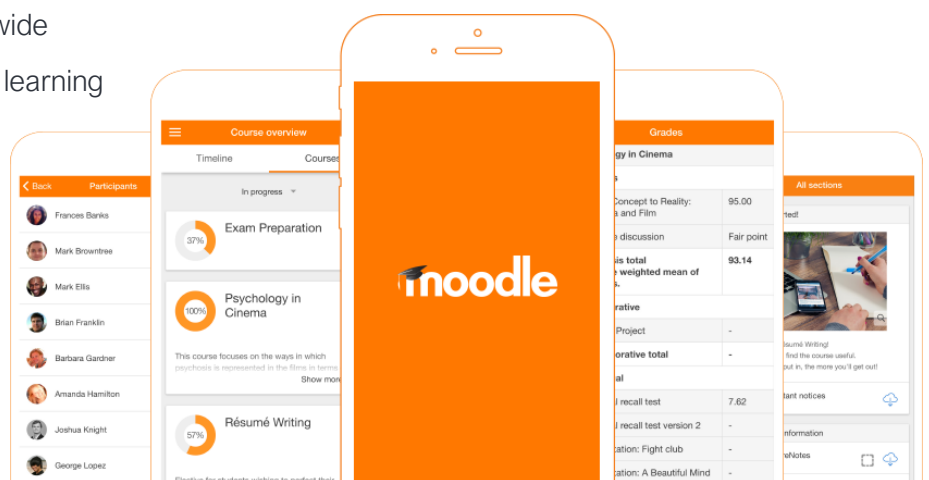 wide
learning
Back Participants
Frances Banks
Mark Browntree
Mark Ellis
Brian Franklin
Barbara Gardner
Amanda Hamilton
Joshua Knight
George Lopez
Course overview
Timeline Courses
In progress
37% Exam Preparation
100% Psychology in
Cinema
This course focuses on the ways in which
psychosis is represented in the films in terms
Show more
57% Résumé Writing
moodle
Grades
gy in Cinema
Concept to Reality: 95.00
and Film
discussion Fair point
is total 93.14
weighted mean of
rative
Project -
orative total -
al
recall test 7.62
recall test version 2 -
ation: Fight club -
ation: A Beautiful Mind -
All sections
rted!
ésumé Writing!
find the course useful.
put in, the more you'll get out!
tant notices
nformation
eNotes